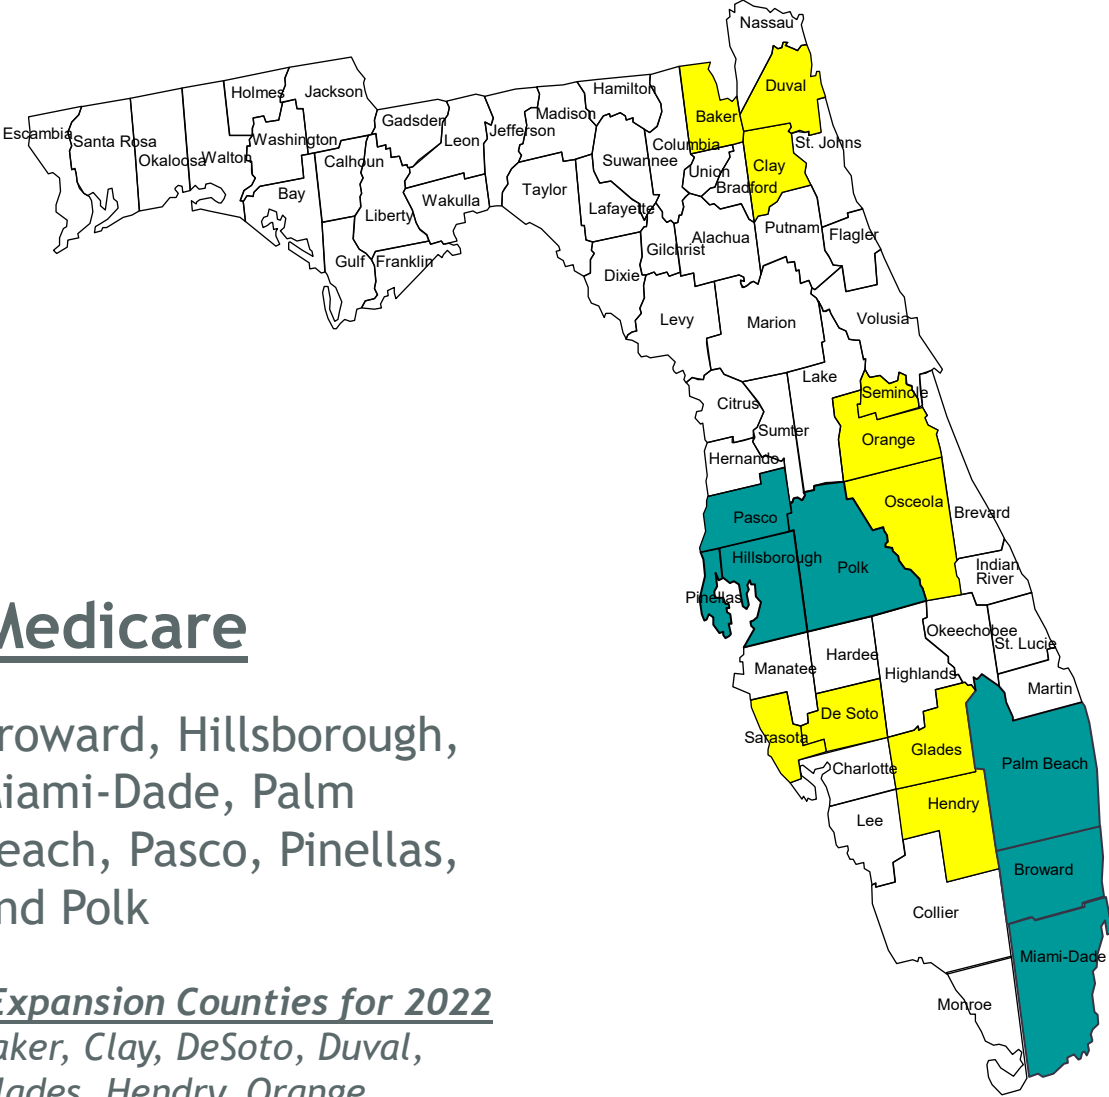 Nassau
Duval
Baker
Hamilton
Holmes
Jackson
Madison
Gadsden
Jefferson
Escambia
Santa Rosa
Washington
Leon
Columbia
St. Johns
Okaloosa
Walton
Calhoun
Suwannee
Union
Clay
Bradford
Bay
Taylor
Wakulla
Lafayette
Liberty
Putnam
Flagler
Alachua
Gilchrist
Gulf
Franklin
Dixie
Levy
Marion
Volusia
Lake
Seminole
Citrus
Sumter
Orange
Hernando
Osceola
Brevard
Pasco
Hillsborough
Polk
Indian
River
Pinellas
Okeechobee
St. Lucie
Manatee
Hardee
Highlands
Martin
De Soto
Sarasota
Glades
Charlotte
Palm Beach
Hendry
Lee
Broward
Collier
Miami-Dade
Monroe
Medicare
roward, Hillsborough,
Miami-Dade, Palm
each, Pasco, Pinellas,
nd Polk
Expansion Counties for 2022
aker, Clay, DeSoto, Duval,
lades, Hendry, Orange